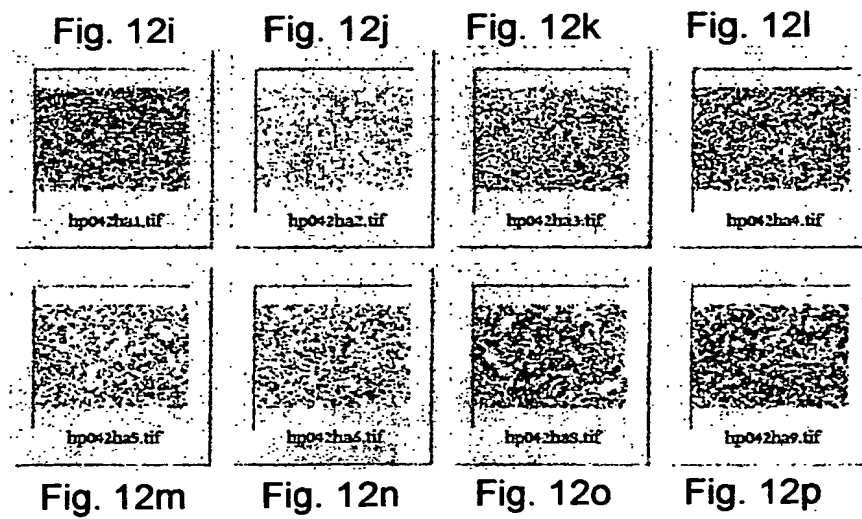 Fig. 12i Fig. 12j Fig. 12k Fig. 12l
hp042ha1.tif hp042ha2.tif hp042ha3.tif hp042ha4.tif
hp042ha5.tif hp042ha6.tif hp042ha8.tif hp042ha9.tif
Fig. 12m Fig. 12n Fig. 12o Fig. 12p